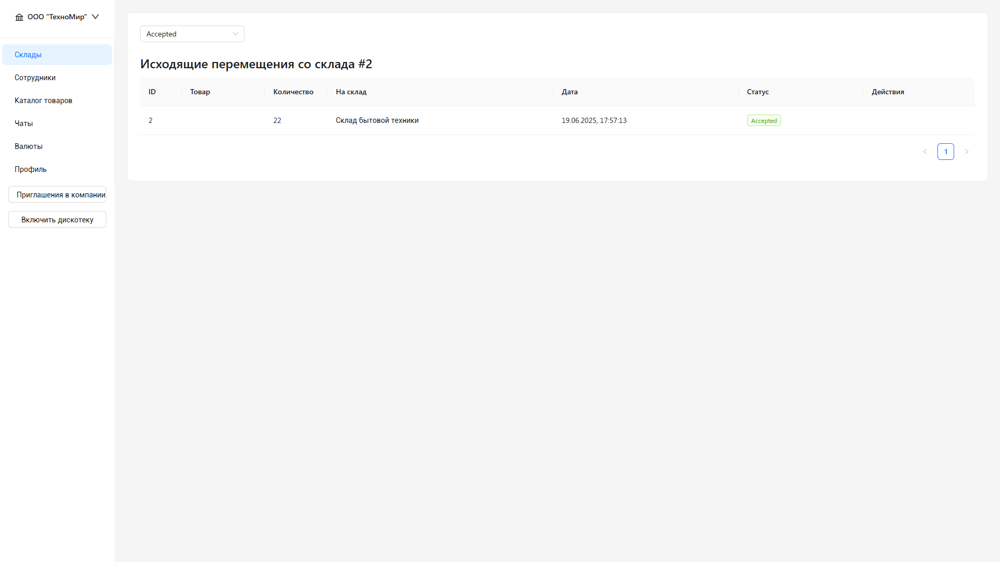 ООО "ТехноМир"
Склады
Сотрудники
Каталог товаров
Чаты
Валюты
Профиль
Приглашения в компании
Включить дискотеку
Accepted
Исходящие перемещения со склада #2
ID Товар Количество На склад Дата Статус Действия
2 22 Склад бытовой техники 19.06.2025, 17:57:13 Accepted
1